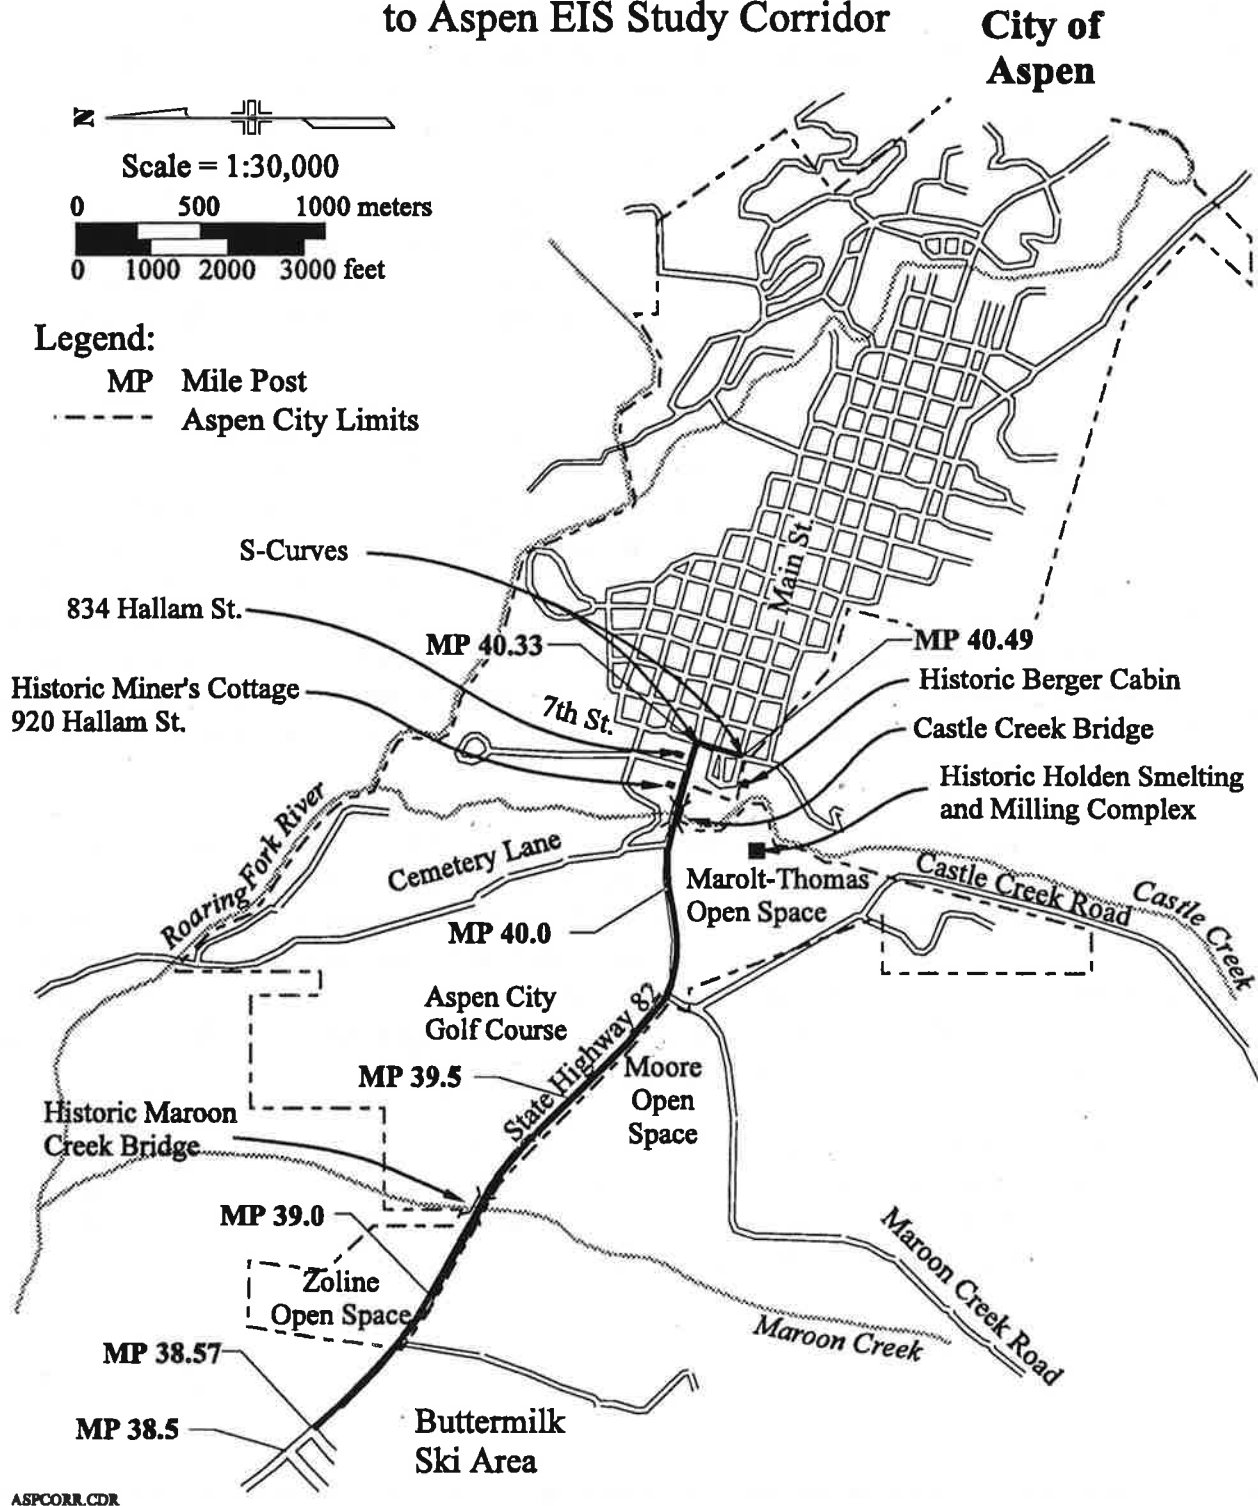 to Aspen EIS Study Corridor
City of
Aspen
N
Scale = 1:30,000
0 500 1000 meters
0 1000 2000 3000 feet
Legend:
MP Mile Post
Aspen City Limits
S-Curves
Main St.
834 Hallam St.
MP 40.33
MP 40.49
Historic Berger Cabin
Historic Miner's Cottage
920 Hallam St.
7th St.
Castle Creek Bridge
Historic Holden Smelting
and Milling Complex
Roaring Fork River
Cemetery Lane
Marolt-Thomas
Open Space
Castle Creek Road
Castle Creek
MP 40.0
Aspen City
Golf Course
State Highway 82
MP 39.5
Moore
Open
Space
Historic Maroon
Creek Bridge
MP 39.0
Maroon Creek Road
Zoline
Open Space
Maroon Creek
MP 38.57
MP 38.5
Buttermilk
Ski Area
ASPCORR.CDR